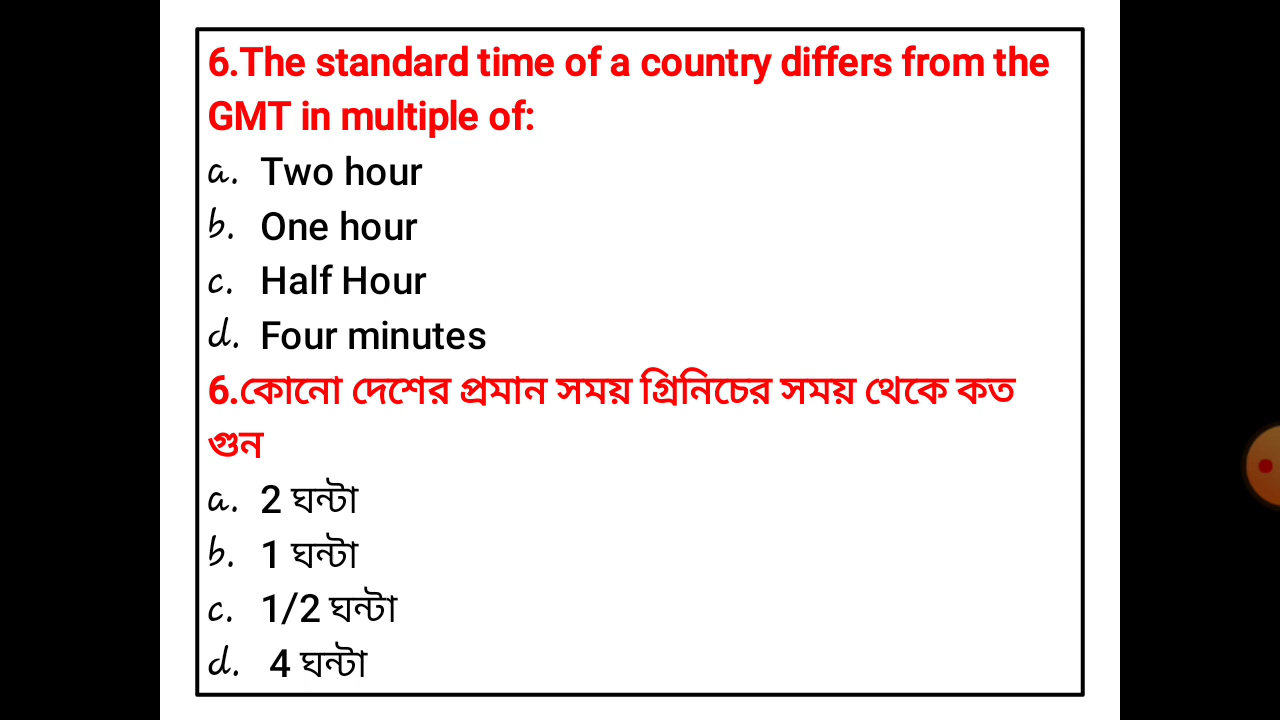 6.The standard time of a country differs from the
GMT in multiple of:
a. Two hour
b. One hour
c. Half Hour
d. Four minutes
6.কোনো দেশের প্রমান সময় গ্রিনিচের সময় থেকে কত
গুন
a. 2 ঘন্টা
b. 1 ঘন্টা
c. 1/2 ঘন্টা
d. 4 ঘন্টা